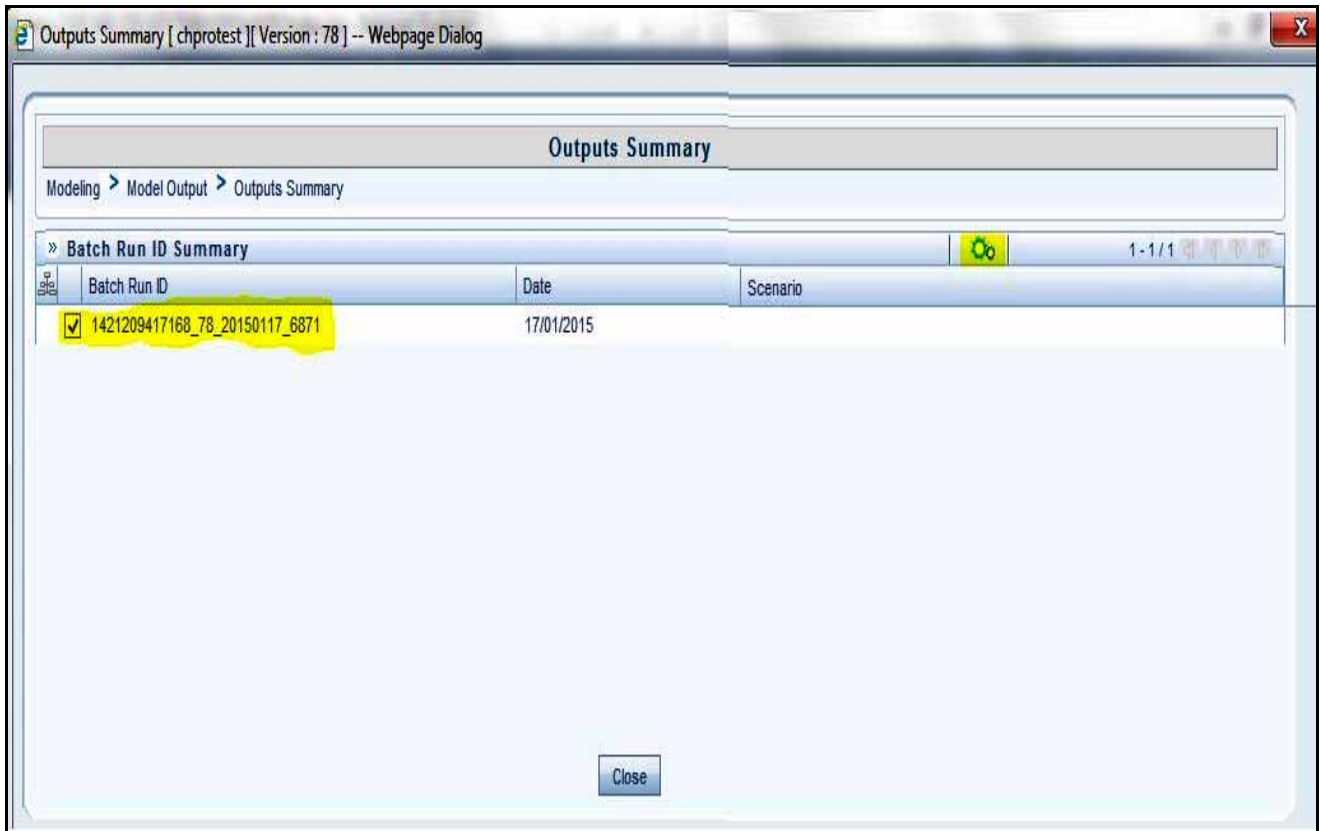 Outputs Summary [ chprotest ][ Version : 78 ] -- Webpage Dialog
X
Outputs Summary
Modeling > Model Output > Outputs Summary
» Batch Run ID Summary 1 - 1 / 1
Batch Run ID Date Scenario
1421209417168_78_20150117_6871 17/01/2015
Close